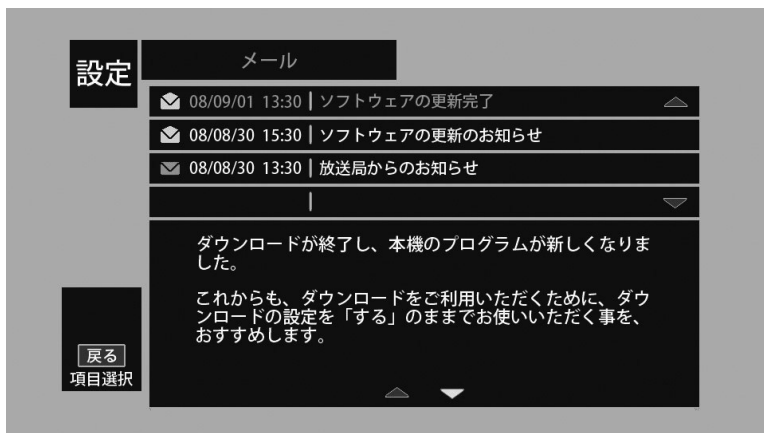 設定
メール
08/09/01 13:30 | ソフトウェアの更新完了
08/08/30 15:30 | ソフトウェアの更新のお知らせ
08/08/30 13:30 | 放送局からのお知らせ
ダウンロードが終了し、本機のプログラムが新しくなりま
した。
これからも、ダウンロードをご利用いただくために、ダウ
ンロードの設定を「する」のままでお使いいただく事を、
おすすめします。
戻る
項目選択